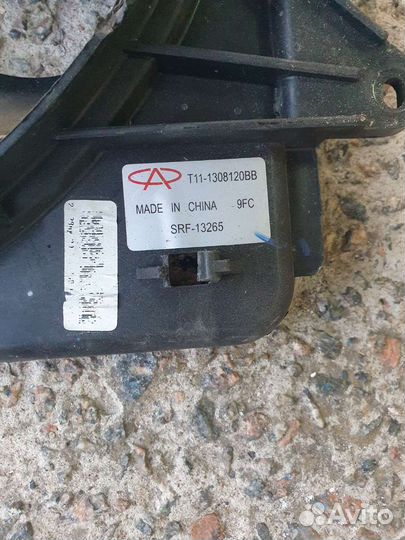 T11-1308120BB
MADE IN CHINA 9FC
SRF-13265
Avito